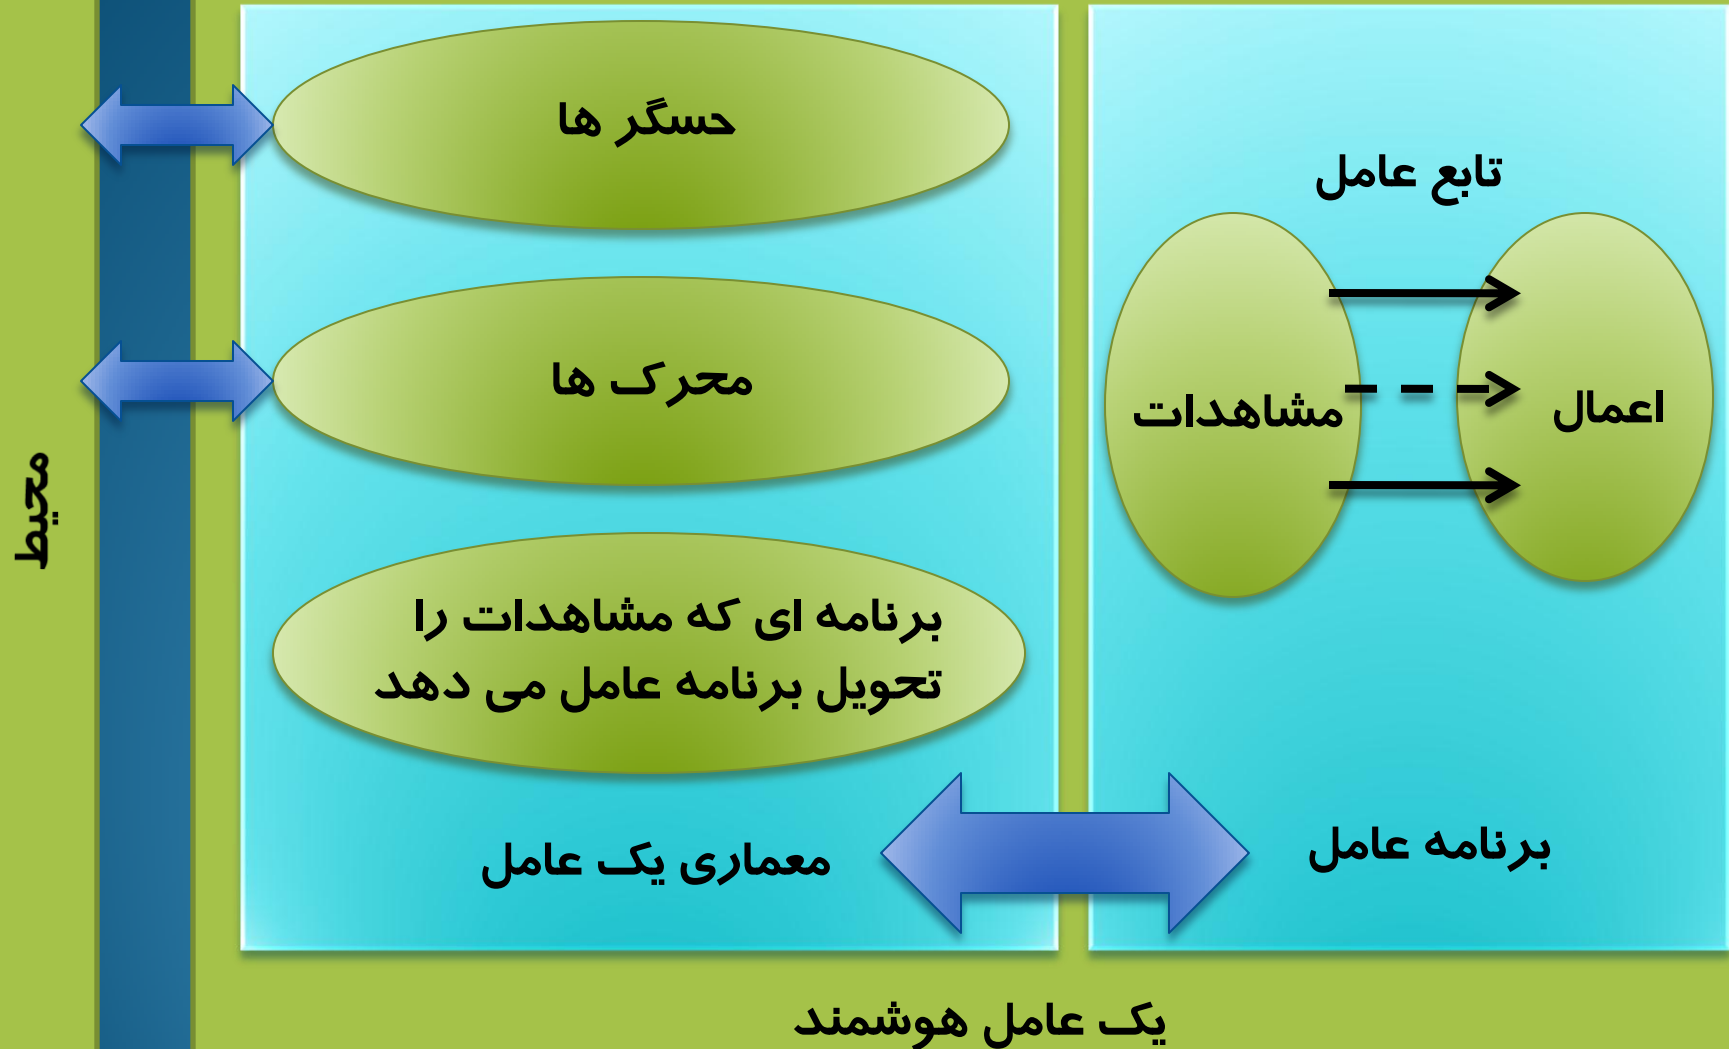 تابع عامل
مشاهدات
اعمال
برنامه عامل
حسگر ها
محرک ها
برنامه ای که مشاهدات را
تحویل برنامه عامل می دهد
معماری یک عامل
محیط
یک عامل هوشمند